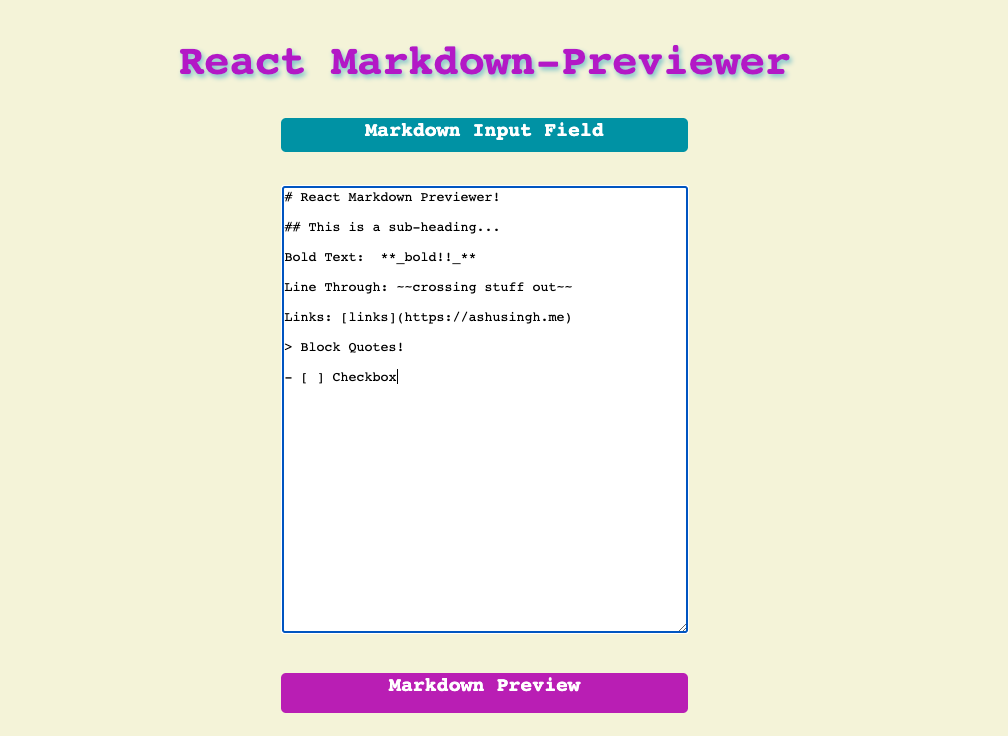 React Markdown-Previewer
Markdown Input Field
# React Markdown Previewer!
## This is a sub-heading...
Bold Text:  **_bold!!_**
Line Through: ~~crossing stuff out~~
Links: [links](https://ashusingh.me)
> Block Quotes!
- [ ] Checkbox
Markdown Preview